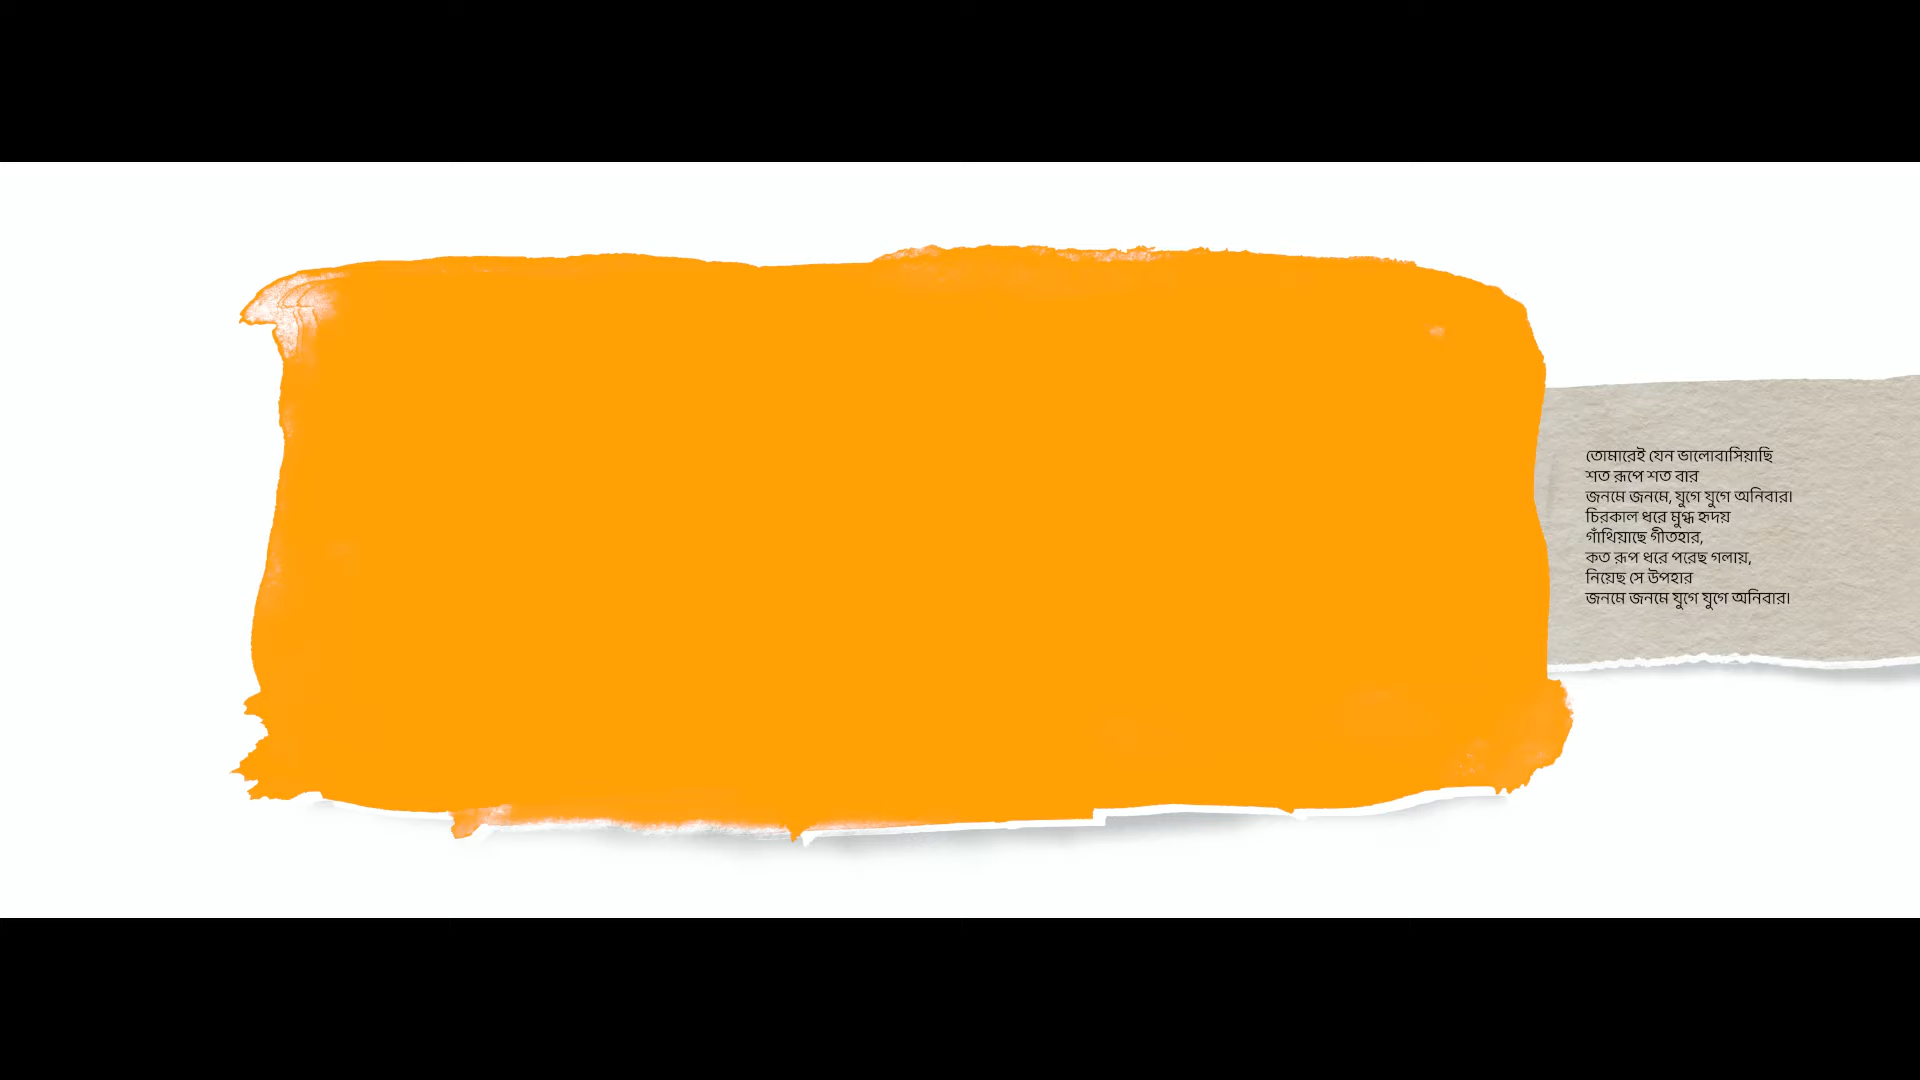 তোমারেই যেন ভালোবাসিয়াছি
শত রূপে শত বার
জনমে জনমে, যুগে যুগে অনিবার।
চিরকাল ধরে মুগ্ধ হৃদয়
গাঁথিয়াছে গীতহার,
কত রূপ ধরে পরেছ গলায়,
নিয়েছ সে উপহার
জনমে জনমে যুগে যুগে অনিবার।